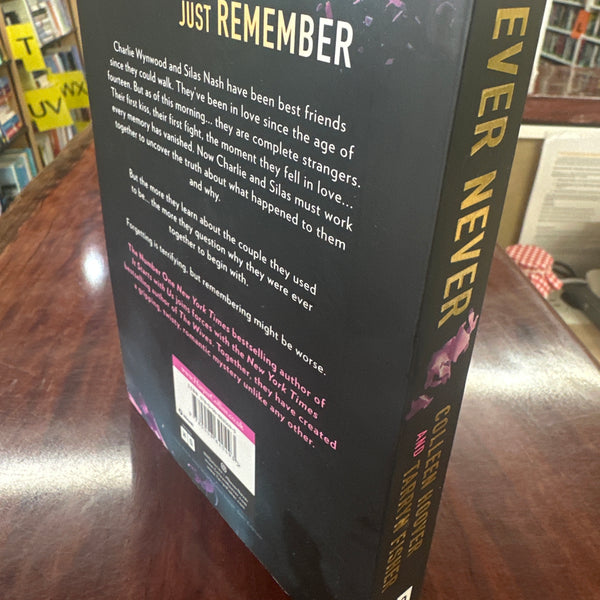 JUST REMEMBER
Charlie Wynwood and Silas Nash have been best friends
since they could walk. They've been in love since the age of
fourteen. But as of this morning... they are complete strangers.
Their first kiss, their first fight, the moment they fell in love...
every memory has vanished. Now Charlie and Silas must work
together to uncover the truth about what happened to them
and why.
But the more they learn about the couple they used
to be... the more they question why they were ever
together to begin with.
Forgetting is terrifying, but remembering might be worse.
The Number One New York Times bestselling author of
It Starts with Us joins forces with the New York Times
bestselling author of The Wives. Together, they have created
a gripping, twisty, romantic mystery unlike any other.
EVER NEVER
COLLEEN HOOVER
AND
TARRYN FISHER
T
UV
WX